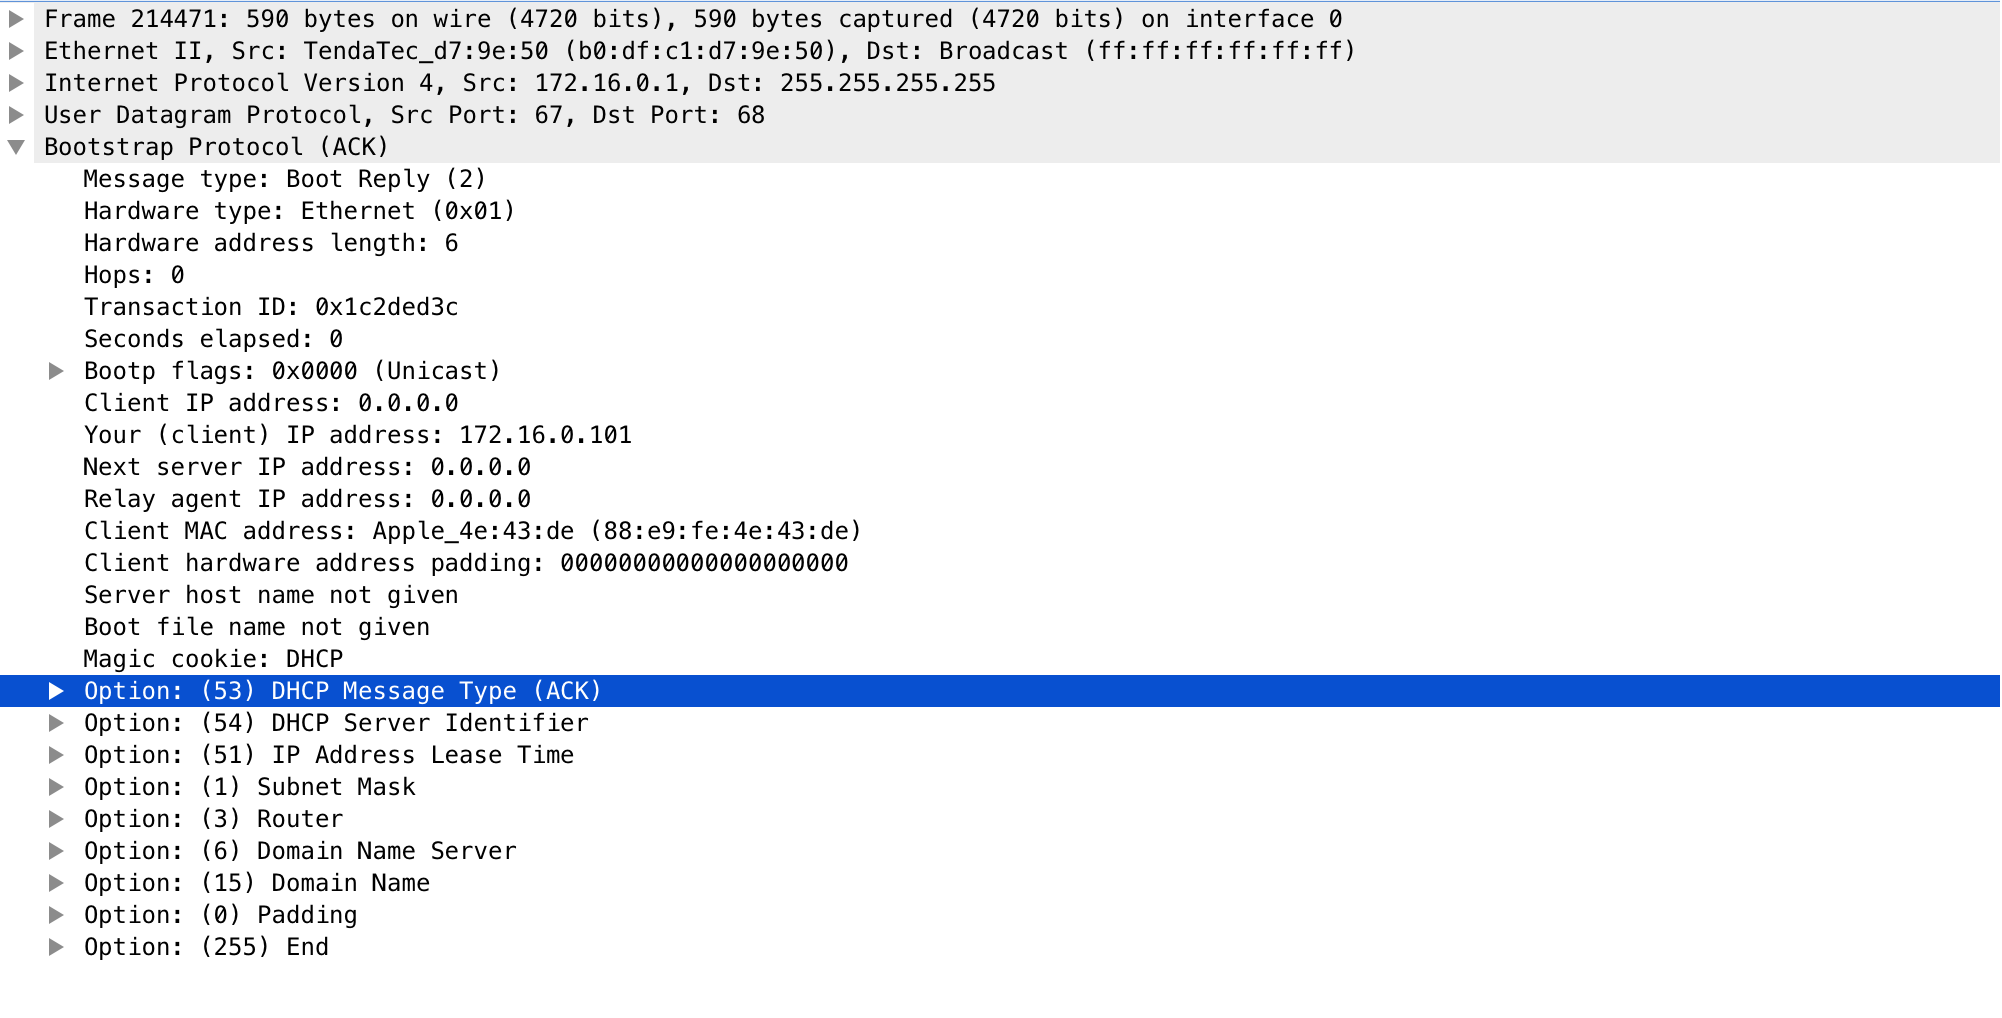 Frame 214471: 590 bytes on wire (4720 bits), 590 bytes captured (4720 bits) on interface 0
Ethernet II, Src: TendaTec_d7:9e:50 (b0:df:c1:d7:9e:50), Dst: Broadcast (ff:ff:ff:ff:ff:ff)
Internet Protocol Version 4, Src: 172.16.0.1, Dst: 255.255.255.255
User Datagram Protocol, Src Port: 67, Dst Port: 68
Bootstrap Protocol (ACK)
Message type: Boot Reply (2)
Hardware type: Ethernet (0x01)
Hardware address length: 6
Hops: 0
Transaction ID: 0x1c2ded3c
Seconds elapsed: 0
Bootp flags: 0x0000 (Unicast)
Client IP address: 0.0.0.0
Your (client) IP address: 172.16.0.101
Next server IP address: 0.0.0.0
Relay agent IP address: 0.0.0.0
Client MAC address: Apple_4e:43:de (88:e9:fe:4e:43:de)
Client hardware address padding: 00000000000000000000
Server host name not given
Boot file name not given
Magic cookie: DHCP
Option: (53) DHCP Message Type (ACK)
Option: (54) DHCP Server Identifier
Option: (51) IP Address Lease Time
Option: (1) Subnet Mask
Option: (3) Router
Option: (6) Domain Name Server
Option: (15) Domain Name
Option: (0) Padding
Option: (255) End